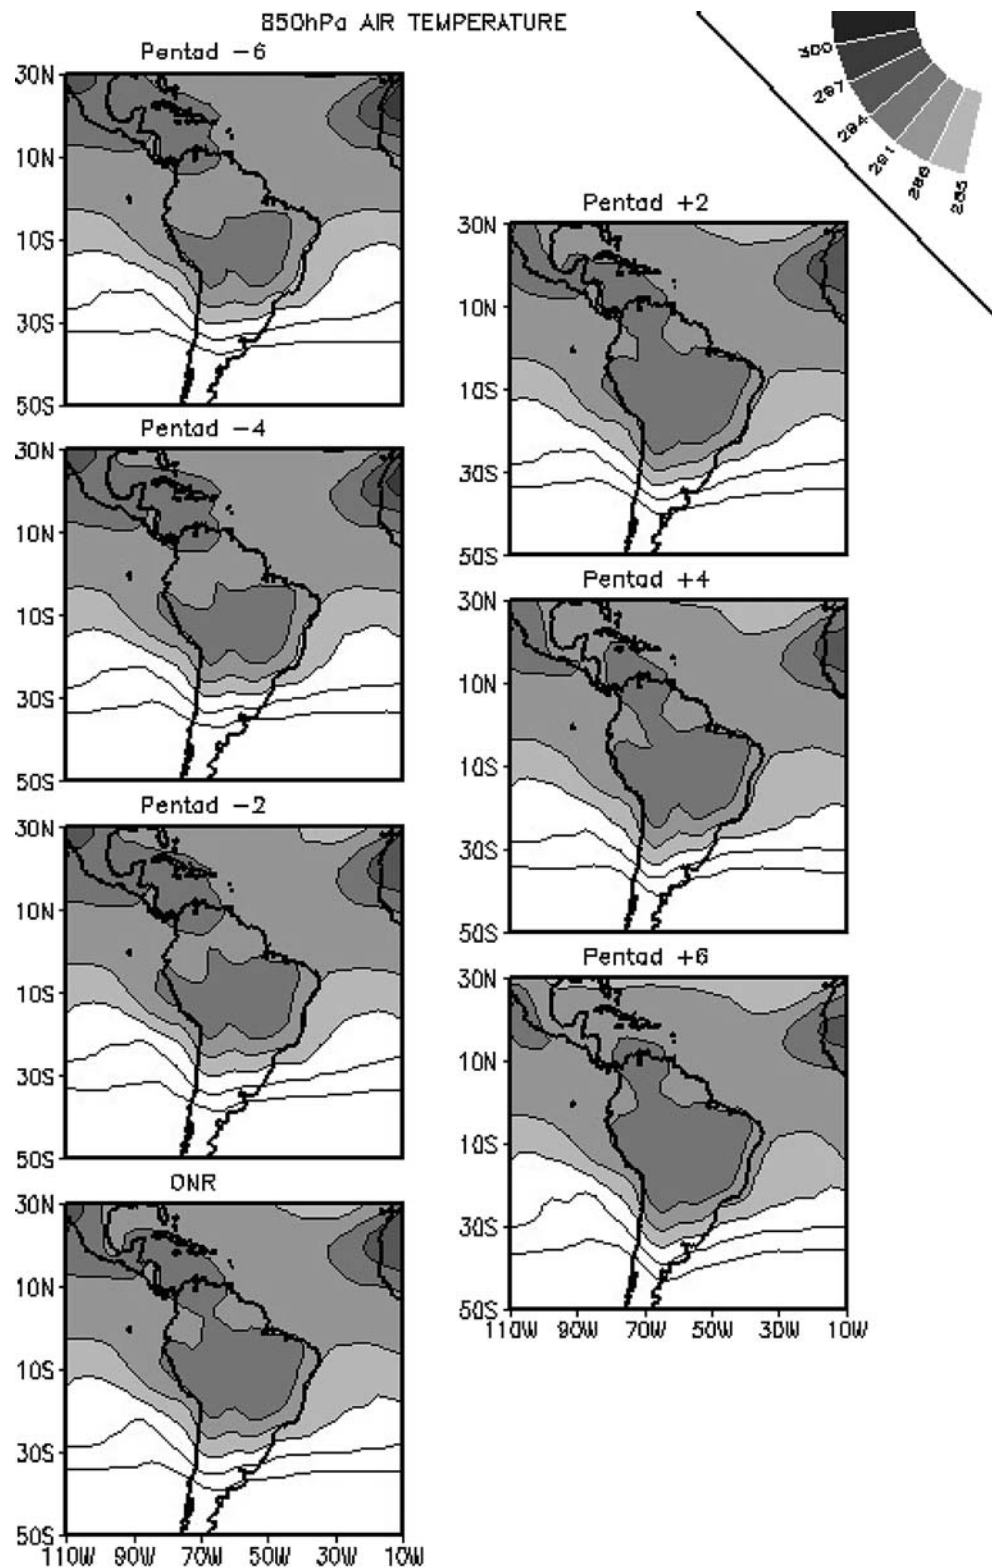 850hPa AIR TEMPERATURE
Pentad -6
30N
10N
10S
30S
50S
300
297
294
291
288
285
Pentad +2
30N
10N
10S
30S
50S
Pentad -4
30N
10N
10S
30S
50S
Pentad +4
30N
10N
10S
30S
50S
Pentad -2
30N
10N
10S
30S
50S
Pentad +6
30N
10N
10S
30S
50S
110W 90W 70W 50W 30W 10W
ONR
30N
10N
10S
30S
50S
110W 90W 70W 50W 30W 10W